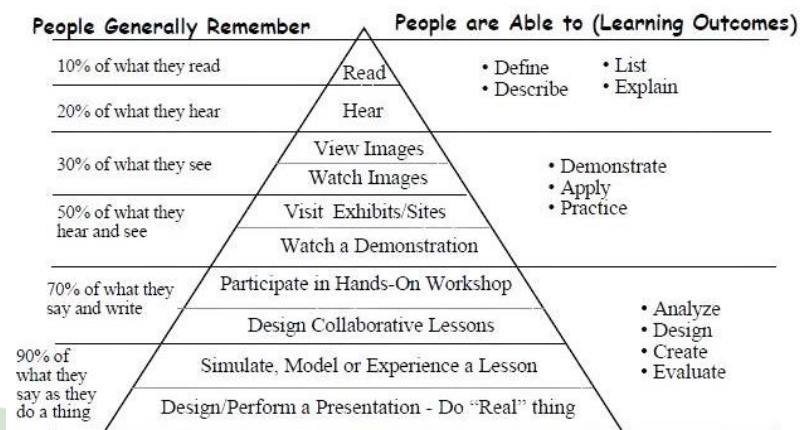 People Generally Remember
People are Able to (Learning Outcomes)
10% of what they read
Read
• Define
• List
• Describe
• Explain
20% of what they hear
Hear
30% of what they see
View Images
Watch Images
• Demonstrate
• Apply
• Practice
50% of what they
hear and see
Visit Exhibits/Sites
Watch a Demonstration
70% of what they
say and write
Participate in Hands-On Workshop
Design Collaborative Lessons
• Analyze
• Design
• Create
• Evaluate
90% of
what they
say as they
do a thing
Simulate, Model or Experience a Lesson
Design/Perform a Presentation - Do “Real” thing